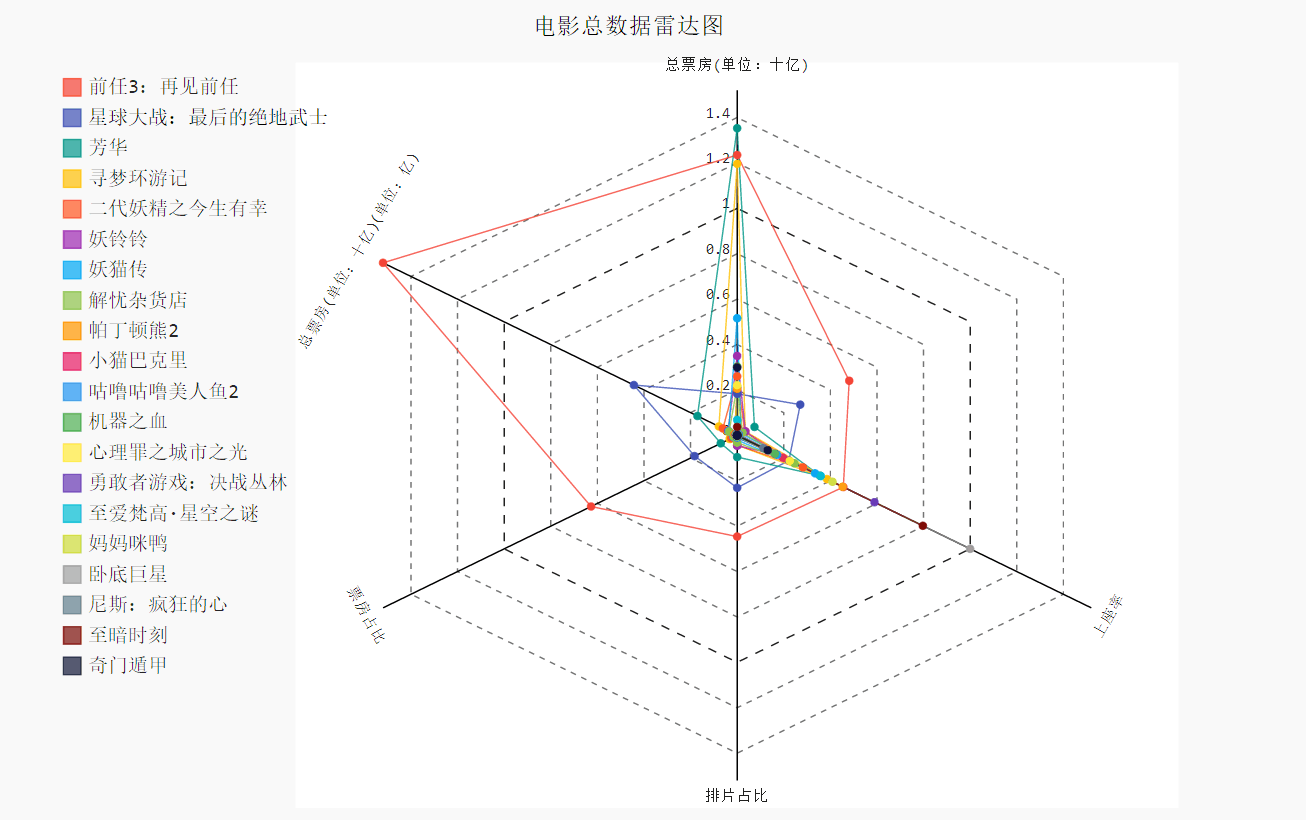 电影总数据雷达图
总票房(单位：十亿)
前任3：再见前任
星球大战：最后的绝地武士
芳华
寻梦环游记
二代妖精之今生有幸
妖铃铃
妖猫传
解忧杂货店
帕丁顿熊2
小猫巴克里
咕噜咕噜美人鱼2
机器之血
心理罪之城市之光
勇敢者游戏：决战丛林
至爱梵高·星空之谜
妈妈咪鸭
卧底巨星
尼斯：疯狂的心
至暗时刻
奇门遁甲
1.4
1.2
1
0.8
0.6
0.4
0.2
总票房(单位：十亿)(单位：亿)
票房占比
上座率
排片占比